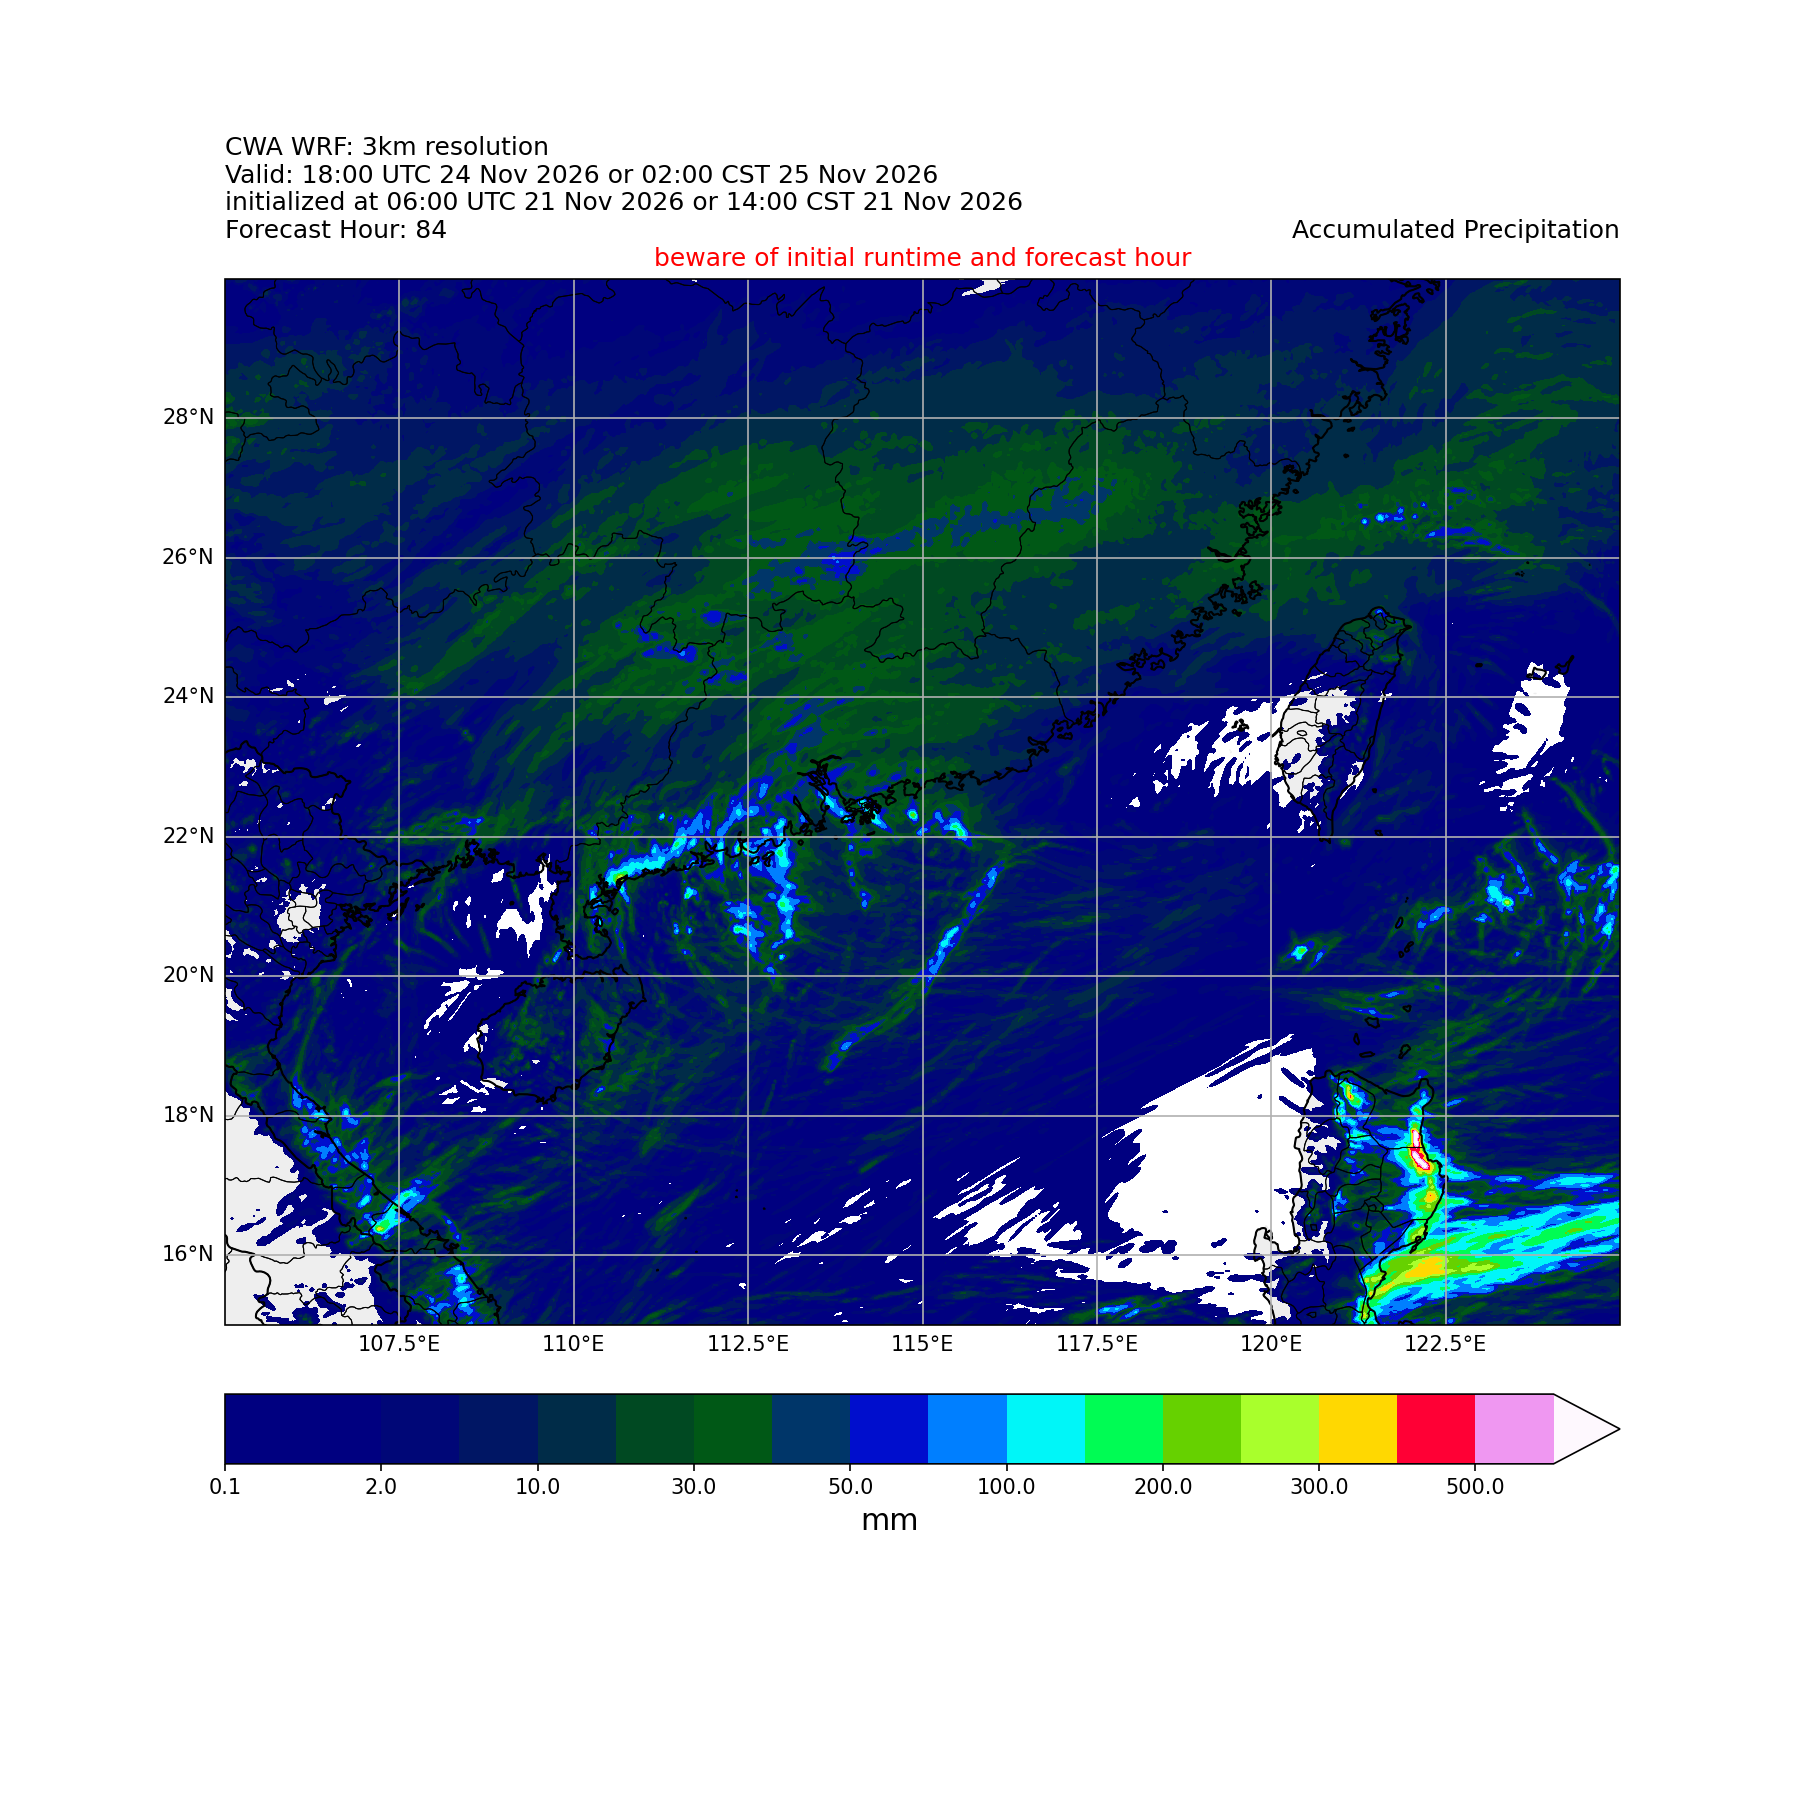 CWA WRF: 3km resolution
Valid: 18:00 UTC 24 Nov 2026 or 02:00 CST 25 Nov 2026
initialized at 06:00 UTC 21 Nov 2026 or 14:00 CST 21 Nov 2026
Forecast Hour: 84
Accumulated Precipitation
beware of initial runtime and forecast hour
28°N
26°N
24°N
22°N
20°N
18°N
16°N
107.5°E 110°E 112.5°E 115°E 117.5°E 120°E 122.5°E
0.1 2.0 10.0 30.0 50.0 100.0 200.0 300.0 500.0
mm